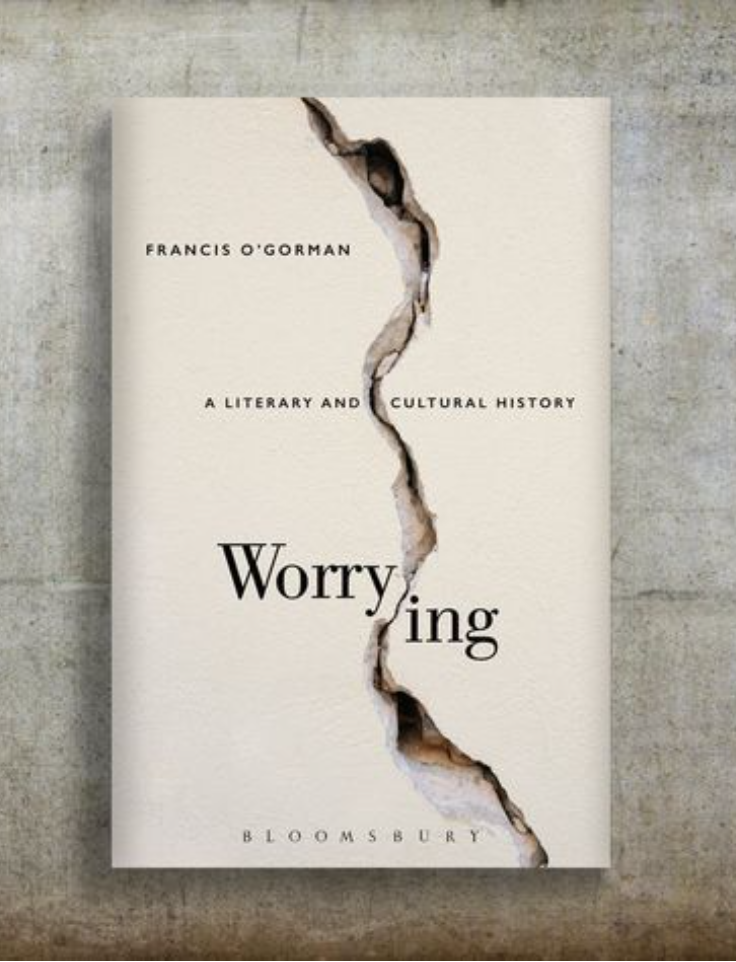 FRANCIS O'GORMAN
A LITERARY AND CULTURAL HISTORY
Worry
ing
BLOOMSBURY